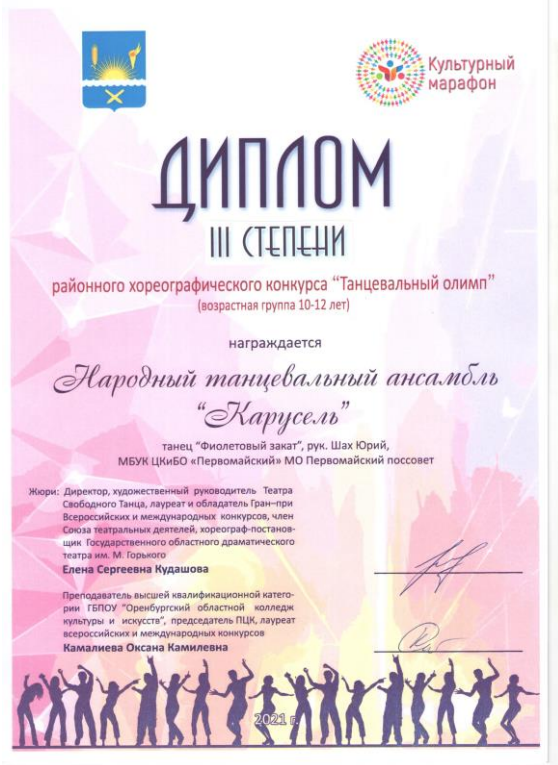 Культурный
марафон
ДИПЛОМ
III СТЕПЕНИ
районного хореографического конкурса "Танцевальный олимп"
(возрастная группа 10-12 лет)
награждается
Народный танцевальный ансамбль
"Карусель"
танец "Фиолетовый закат", рук. Шах Юрий,
МБУК ЦКиБО «Первомайский» МО Первомайский поссовет
Жюри: Директор, художественный руководитель Театра
Свободного Танца, лауреат и обладатель Гран-при
Всероссийских и международных конкурсов, член
Союза театральных деятелей, хореограф-постанов-
щик Государственного областного драматического
театра им. М. Горького
Елена Сергеевна Кудашова
Преподаватель высшей квалификационной катего-
рии ГБПОУ "Оренбургский областной колледж
культуры и искусств", председатель ПЦК, лауреат
всероссийских и международных конкурсов
Камалиева Оксана Камилевна
2021 г.